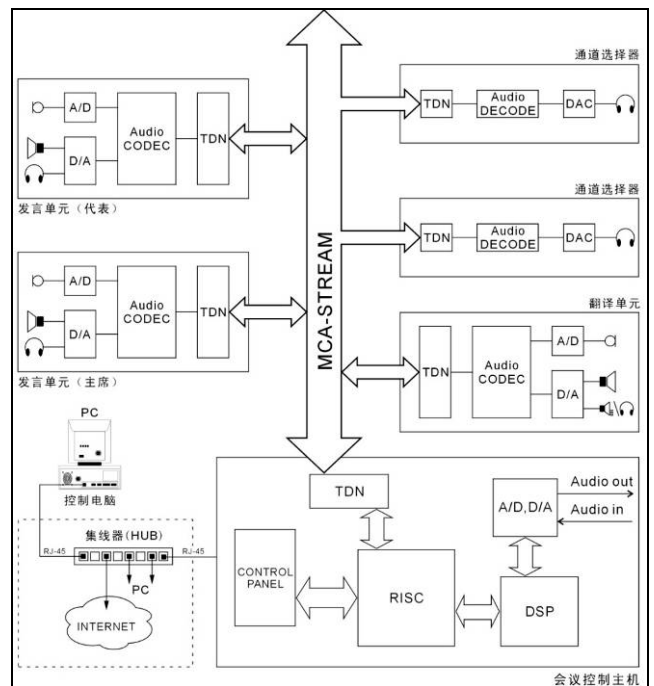 通道选择器
TDN
Audio
DECODE
DAC
A/D
D/A
Audio
CODEC
TDN
发言单元（代表）
通道选择器
TDN
Audio
DECODE
DAC
A/D
D/A
Audio
CODEC
TDN
发言单元（主席）
MCA-STREAM
翻译单元
TDN
Audio
CODEC
A/D
D/A
PC
控制电脑
集线器(HUB)
RJ-45
RJ-45
PC
INTERNET
TDN
CONTROL
PANEL
RISC
A/D,D/A
Audio out
Audio in
DSP
会议控制主机